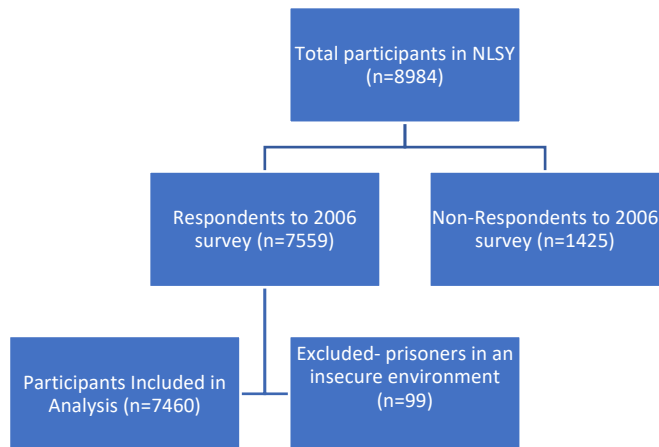 Total participants in NLSY
(n=8984)
Respondents to 2006
survey (n=7559)
Non-Respondents to 2006
survey (n=1425)
Participants Included in
Analysis (n=7460)
Excluded- prisoners in an
insecure environment
(n=99)